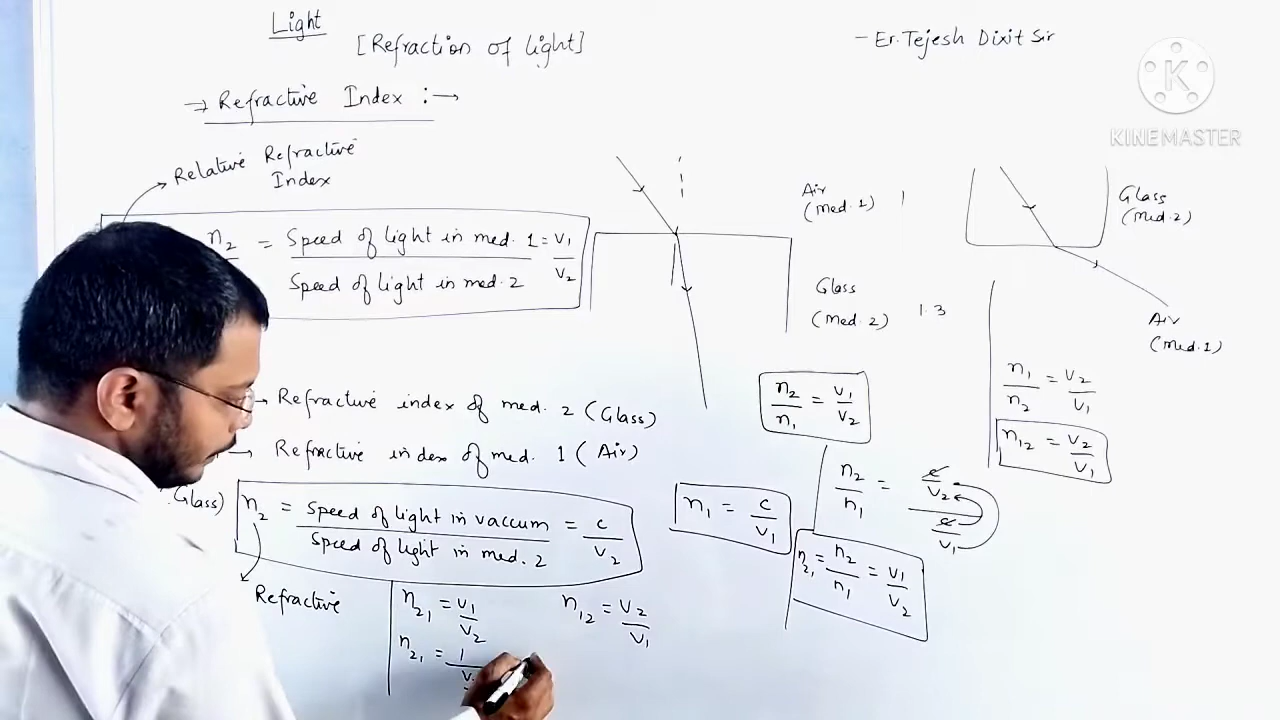 Light
[Refraction of light]
- Er. Tejesh Dixit Sir
K
KINEMASTER
⇒ Refractive Index :→
Relative Refractive
Index
n2 = Speed of light in med. 1 = v1
Speed of light in med. 2 v2
Air
(med. 1) 1
Glass
(med. 2) 1.3
Glass
(med. 2)
Air
(med. 1)
→ Refractive index of med. 2 (Glass)
→ Refractive index of med. 1 (Air)
n2/n1 = v1/v2
n1/n2 = v2/v1
n12 = v2/v1
Glass)
n2 = Speed of light in vaccum / Speed of light in med. 2 = c/v2
n1 = c/v1
n2/n1 = c/v2 / c/v1
n21 = n2/n1 = v1/v2
Refractive
n21 = v1/v2
n12 = v2/v1
n21 = 1